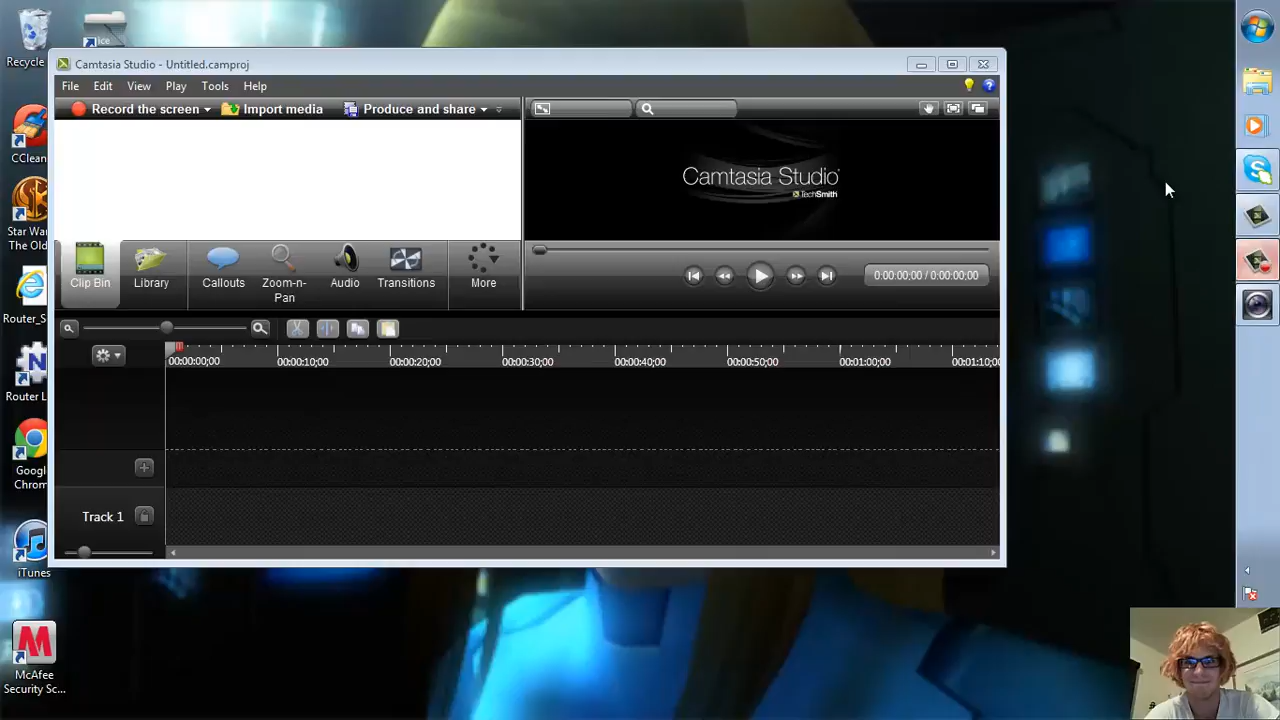 Recycle
Ice
CClean
Star War
The Old
Router_S
Router L
Google
Chrom
iTunes
McAfee
Security Sc...
Camtasia Studio - Untitled.camproj
File Edit View Play Tools Help
Record the screen Import media Produce and share
Camtasia Studio
TechSmith
Clip Bin Library Callouts Zoom-n-
Pan Audio Transitions More
0:00:00;00 / 0:00:00;00
00:00:00;00 00:00:10;00 00:00:20;00 00:00:30;00 00:00:40;00 00:00:50;00 00:01:00;00 00:01:10;00
Track 1